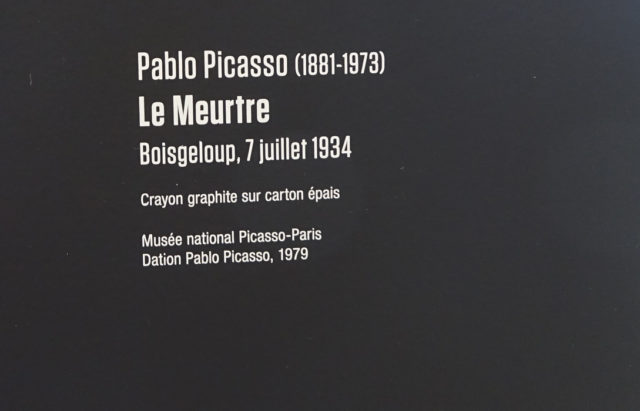 Pablo Picasso (1881-1973)
Le Meurtre
Boisgeloup, 7 juillet 1934
Crayon graphite sur carton épais
Musée national Picasso-Paris
Dation Pablo Picasso, 1979